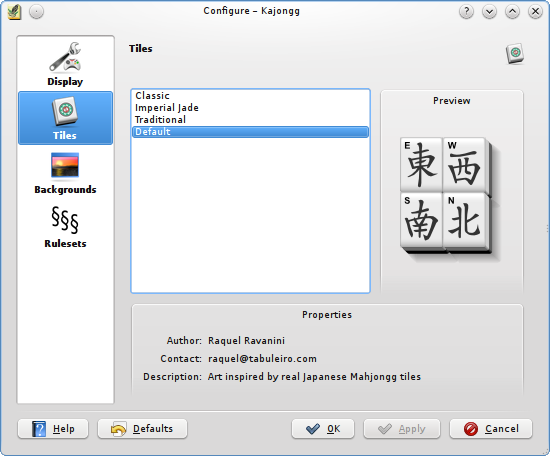 Configure – Kajongg
?
Display
Tiles
Backgrounds
§§§
Rulesets
Tiles
Classic
Imperial Jade
Traditional
Default
Preview
E 東 W 西
S 南 N 北
Properties
Author: Raquel Ravanini
Contact: raquel@tabuleiro.com
Description: Art inspired by real Japanese Mahjongg tiles
? Help
Defaults
OK
Apply
Cancel